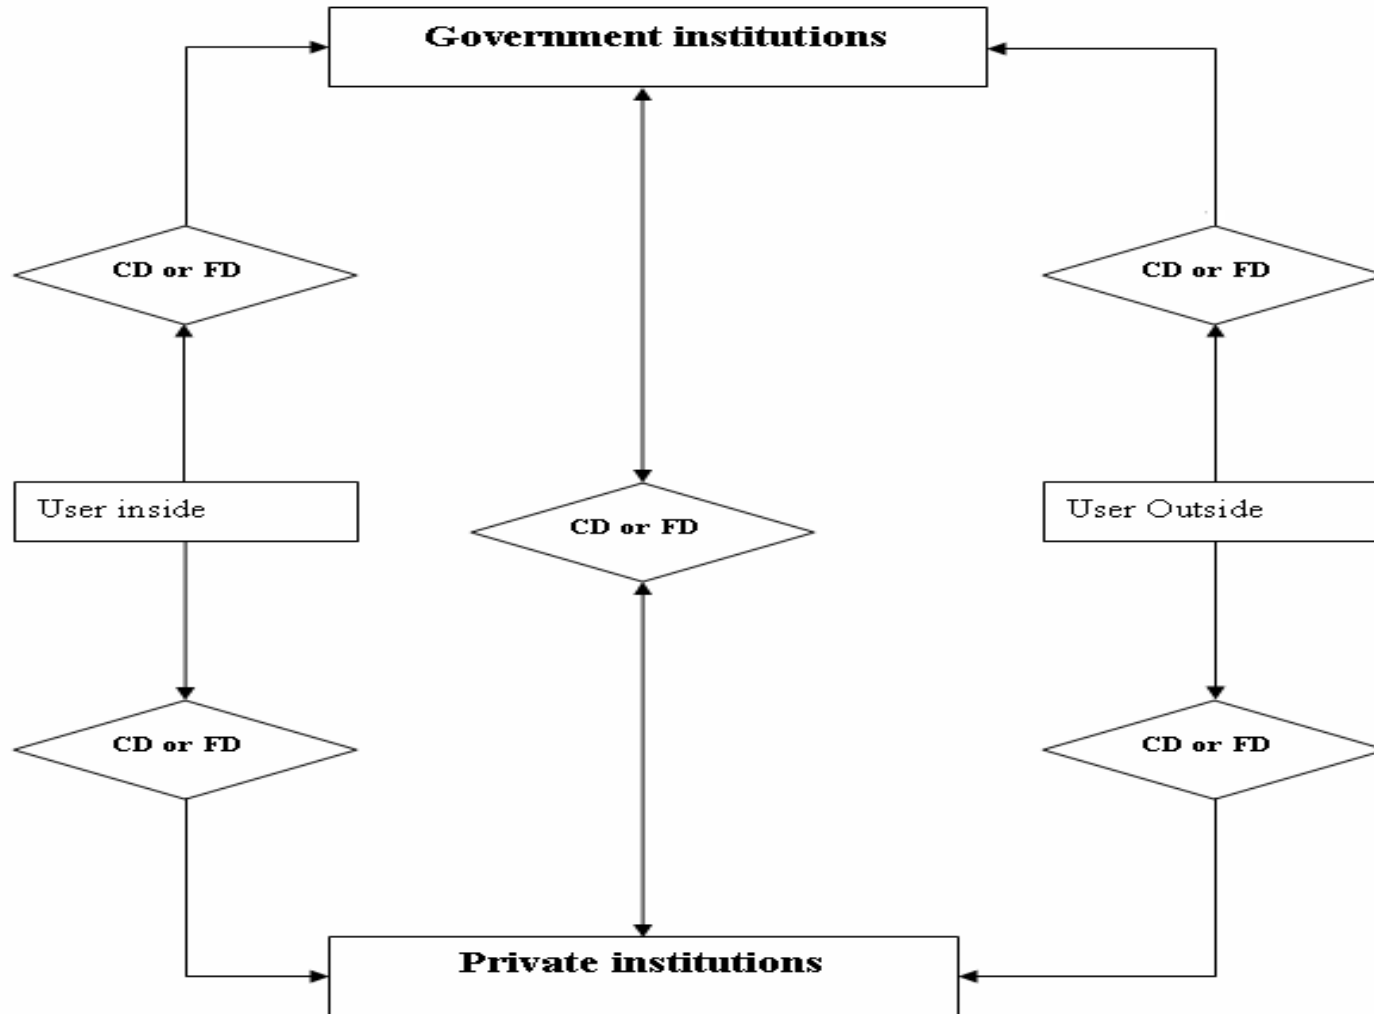 Government institutions
CD or FD
CD or FD
User inside
CD or FD
User Outside
CD or FD
CD or FD
Private institutions